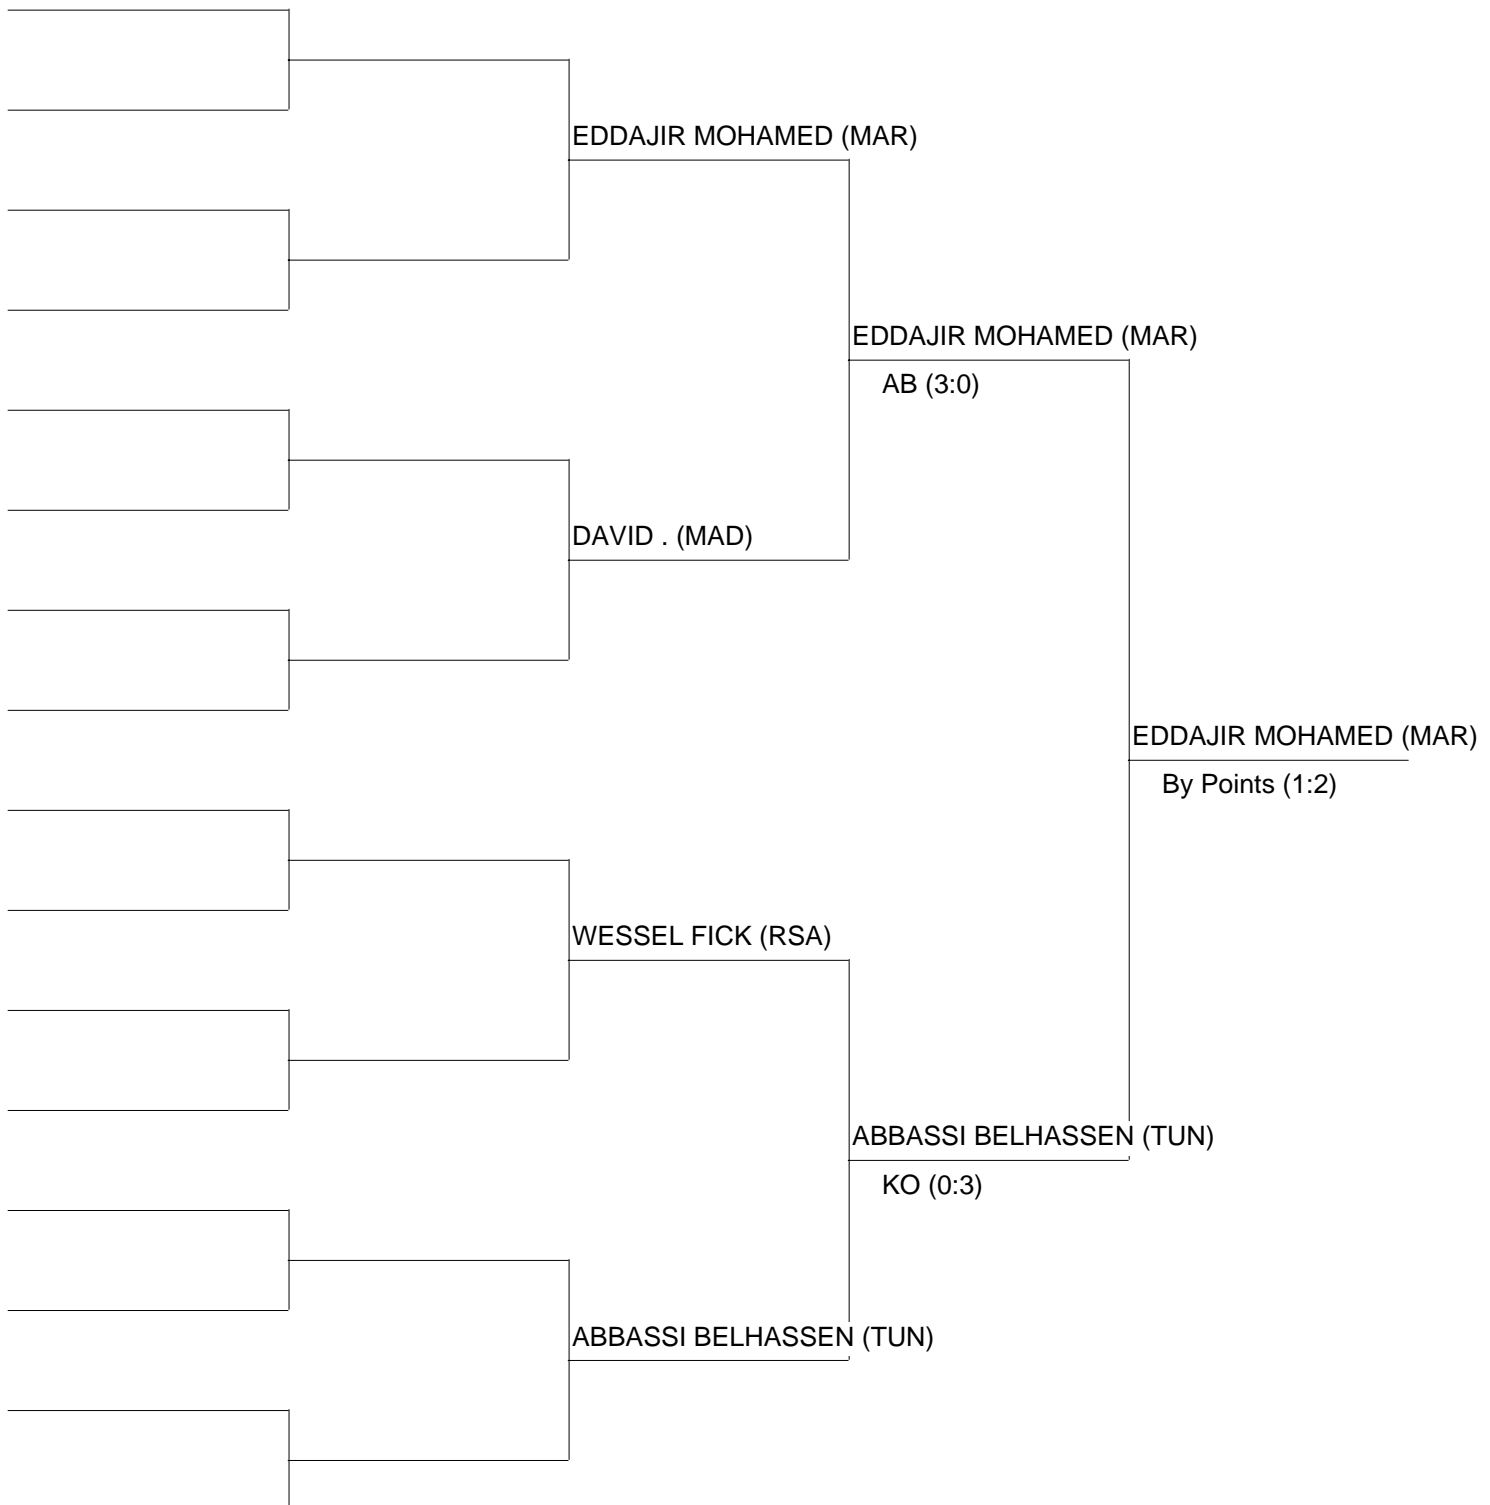 EDDAJIR MOHAMED (MAR)
EDDAJIR MOHAMED (MAR)
AB (3:0)
DAVID . (MAD)
EDDAJIR MOHAMED (MAR)
By Points (1:2)
WESSEL FICK (RSA)
ABBASSI BELHASSEN (TUN)
KO (0:3)
ABBASSI BELHASSEN (TUN)